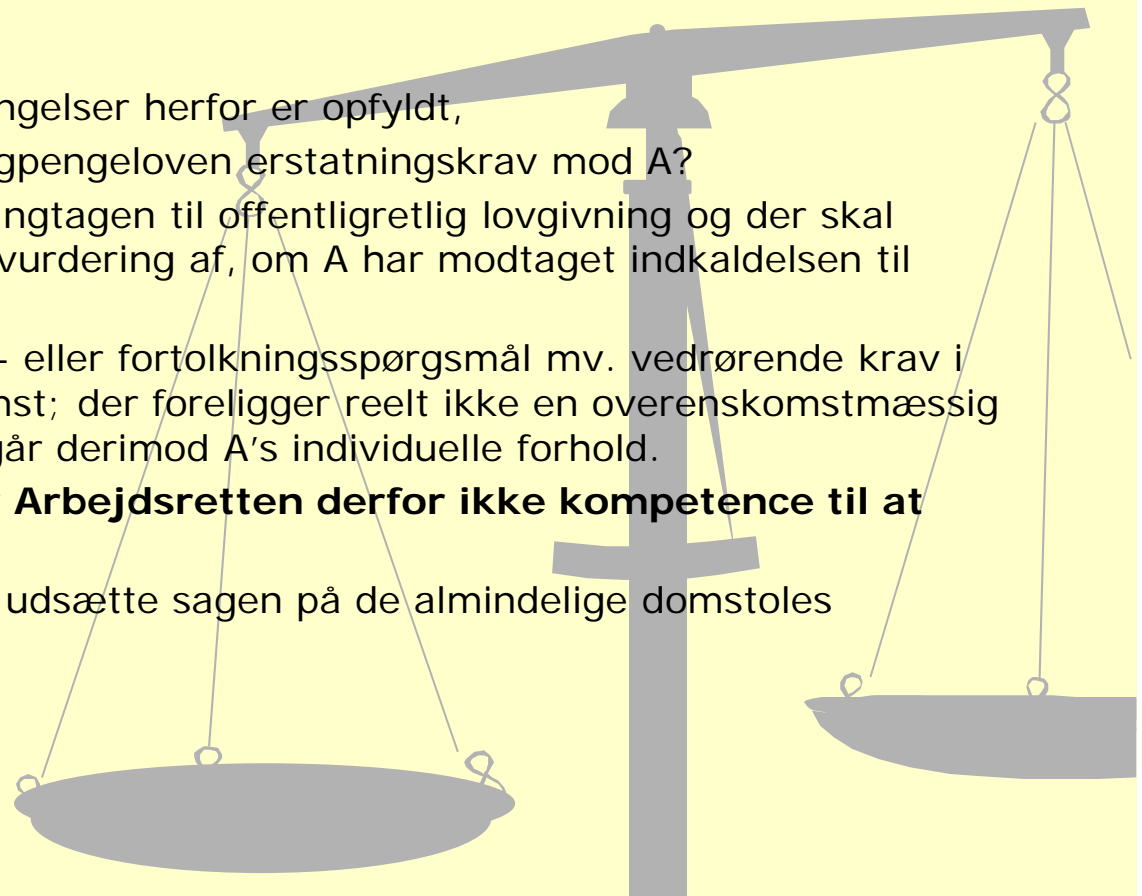 ngelser herfor er opfyldt,
gpengeloven erstatningskrav mod A?
ngtagen til offentligretlig lovgivning og der skal
vurdering af, om A har modtaget indkaldelsen til
- eller fortolkningsspørgsmål mv. vedrørende krav i
nst; der foreligger reelt ikke en overenskomstmæssig
går derimod A's individuelle forhold.
Arbejdsretten derfor ikke kompetence til at
udsætte sagen på de almindelige domstoles